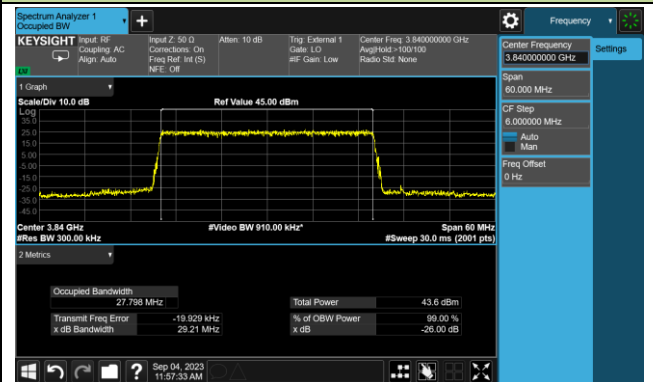 Spectrum Analyzer 1
Occupied BW
Frequency
KEYSIGHT
Input: RF
Coupling: AC
Align: Auto
Input Z: 50 Ω
Corrections: On
Freq Ref: Int (S)
NFE: Off
Atten: 10 dB
Trig: External 1
Gate: LO
#IF Gain: Low
Center Freq: 3.840000000 GHz
Avg|Hold:>100/100
Radio Std: None
Center Frequency
3.840000000 GHz
Settings
Span
60.000 MHz
CF Step
6.000000 MHz
Auto
Man
Freq Offset
0 Hz
1 Graph
Scale/Div 10.0 dB
Ref Value 45.00 dBm
Log
35.0
25.0
15.0
5.00
-5.00
-15.0
-25.0
-35.0
-45.0
Center 3.84 GHz
#Video BW 910.00 kHz*
Span 60 MHz
#Res BW 300.00 kHz
#Sweep 30.0 ms (2001 pts)
2 Metrics
Occupied Bandwidth
27.798 MHz
Total Power
43.6 dBm
Transmit Freq Error
-19.929 kHz
% of OBW Power
99.00 %
x dB Bandwidth
29.21 MHz
x dB
-26.00 dB
?
Sep 04, 2023
11:57:33 AM